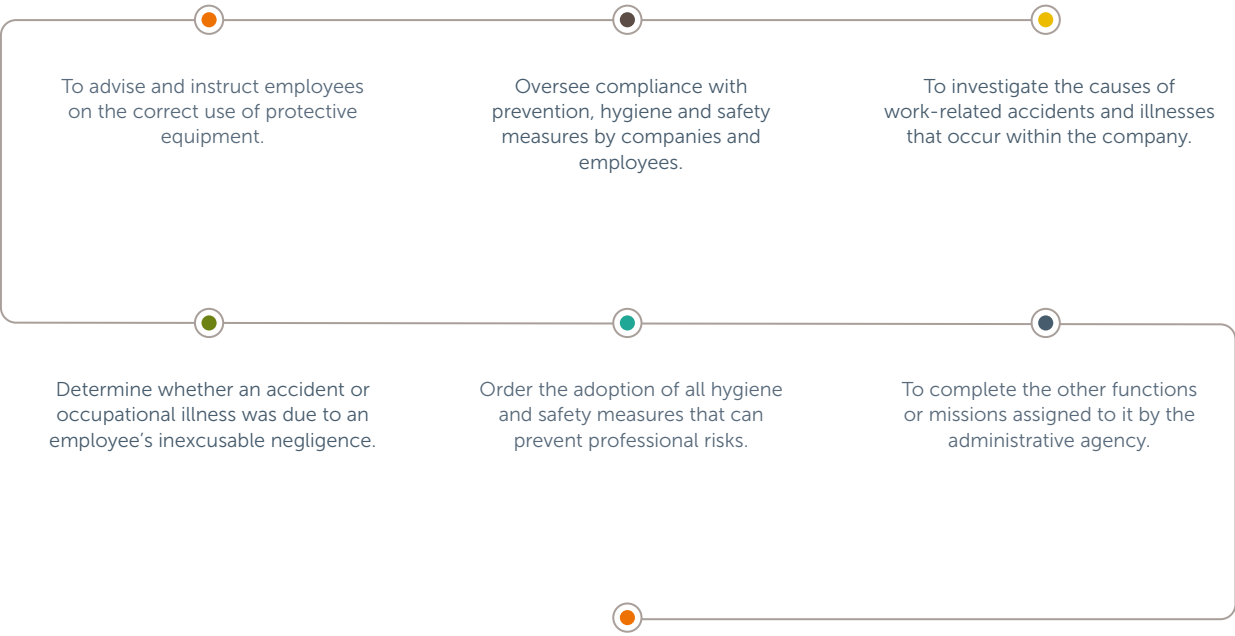 To advise and instruct employees
on the correct use of protective
equipment.
Oversee compliance with
prevention, hygiene and safety
measures by companies and
employees.
To investigate the causes of
work-related accidents and illnesses
that occur within the company.
Determine whether an accident or
occupational illness was due to an
employee’s inexcusable negligence.
Order the adoption of all hygiene
and safety measures that can
prevent professional risks.
To complete the other functions
or missions assigned to it by the
administrative agency.